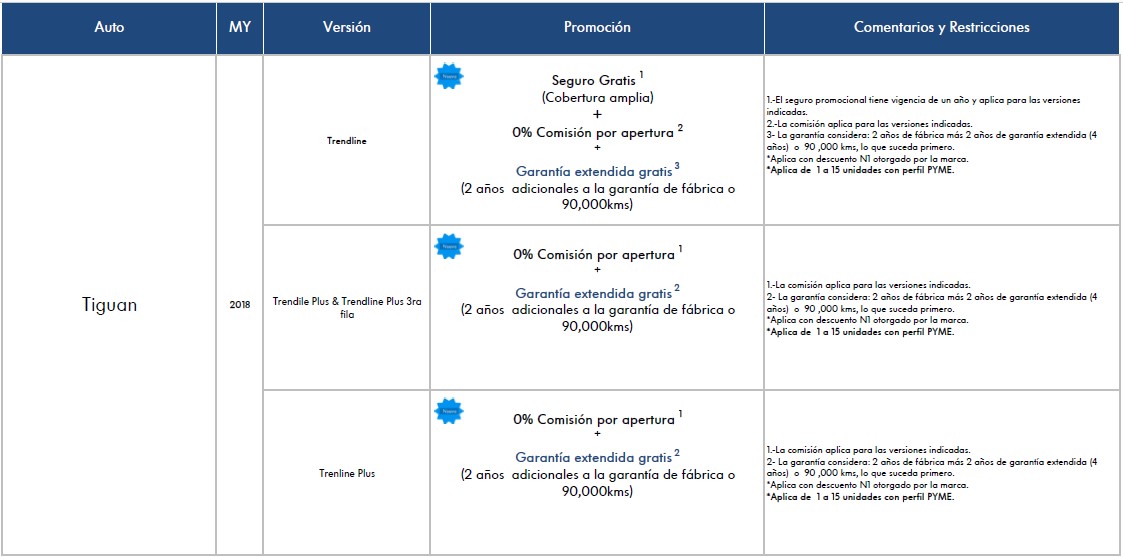 Auto MY Versión Promoción Comentarios y Restricciones
Tiguan
2018
Trendline
Seguro Gratis 1
(Cobertura amplia)
+
0% Comisión por apertura 2
+
Garantía extendida gratis 3
(2 años adicionales a la garantía de fábrica o
90,000kms)
1.-El seguro promocional tiene vigencia de un año y aplica para las versiones
indicadas.
2.-La comisión aplica para las versiones indicadas.
3- La garantía considera: 2 años de fábrica más 2 años de garantía extendida (4
años) o 90 ,000 kms, lo que suceda primero.
*Aplica con descuento N1 otorgado por la marca.
*Aplica de 1 a 15 unidades con perfil PYME.
Trendile Plus & Trendline Plus 3ra
fila
0% Comisión por apertura 1
+
Garantía extendida gratis 2
(2 años adicionales a la garantía de fábrica o
90,000kms)
1.-La comisión aplica para las versiones indicadas.
2- La garantía considera: 2 años de fábrica más 2 años de garantía extendida (4
años) o 90 ,000 kms, lo que suceda primero.
*Aplica con descuento N1 otorgado por la marca.
*Aplica de 1 a 15 unidades con perfil PYME.
Trenline Plus
0% Comisión por apertura 1
+
Garantía extendida gratis 2
(2 años adicionales a la garantía de fábrica o
90,000kms)
1.-La comisión aplica para las versiones indicadas.
2- La garantía considera: 2 años de fábrica más 2 años de garantía extendida (4
años) o 90 ,000 kms, lo que suceda primero.
*Aplica con descuento N1 otorgado por la marca.
*Aplica de 1 a 15 unidades con perfil PYME.